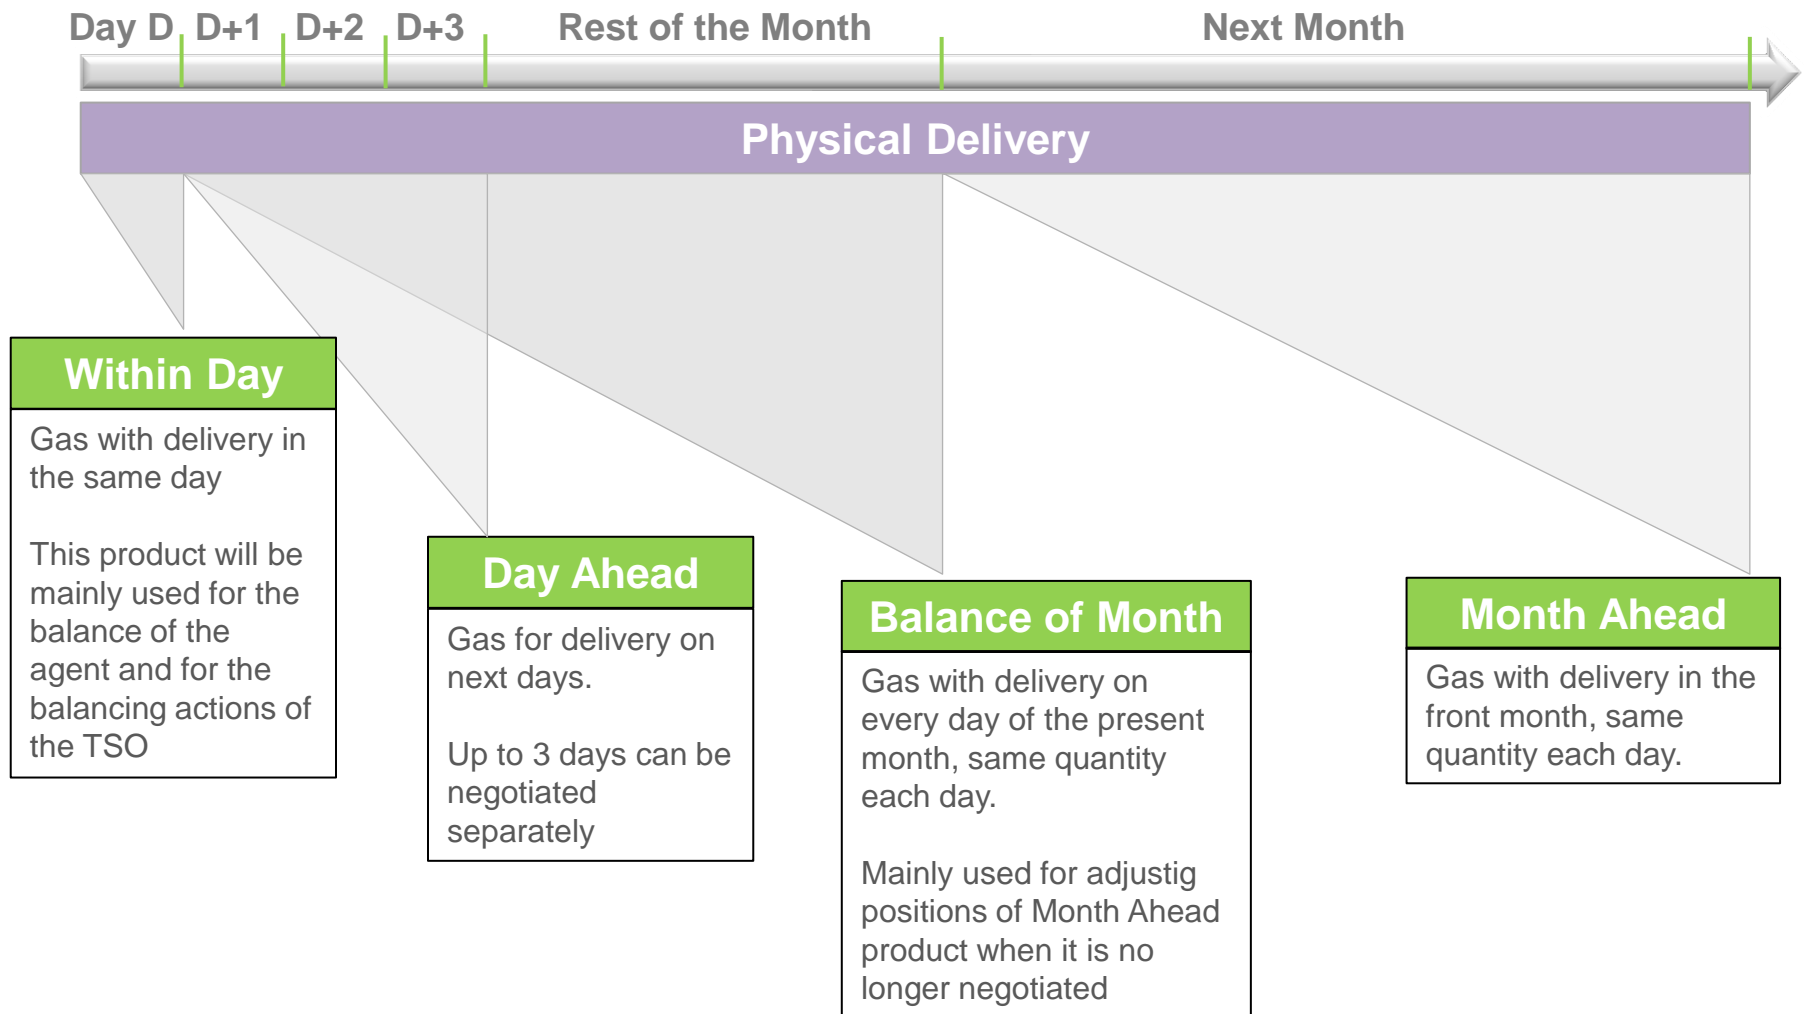 Day D D+1 D+2 D+3 Rest of the Month Next Month
Physical Delivery
Within Day
Gas with delivery in
the same day
This product will be
mainly used for the
balance of the
agent and for the
balancing actions of
the TSO
Day Ahead
Gas for delivery on
next days.
Up to 3 days can be
negotiated
separately
Balance of Month
Gas with delivery on
every day of the present
month, same quantity
each day.
Mainly used for adjustig
positions of Month Ahead
product when it is no
longer negotiated
Month Ahead
Gas with delivery in the
front month, same
quantity each day.